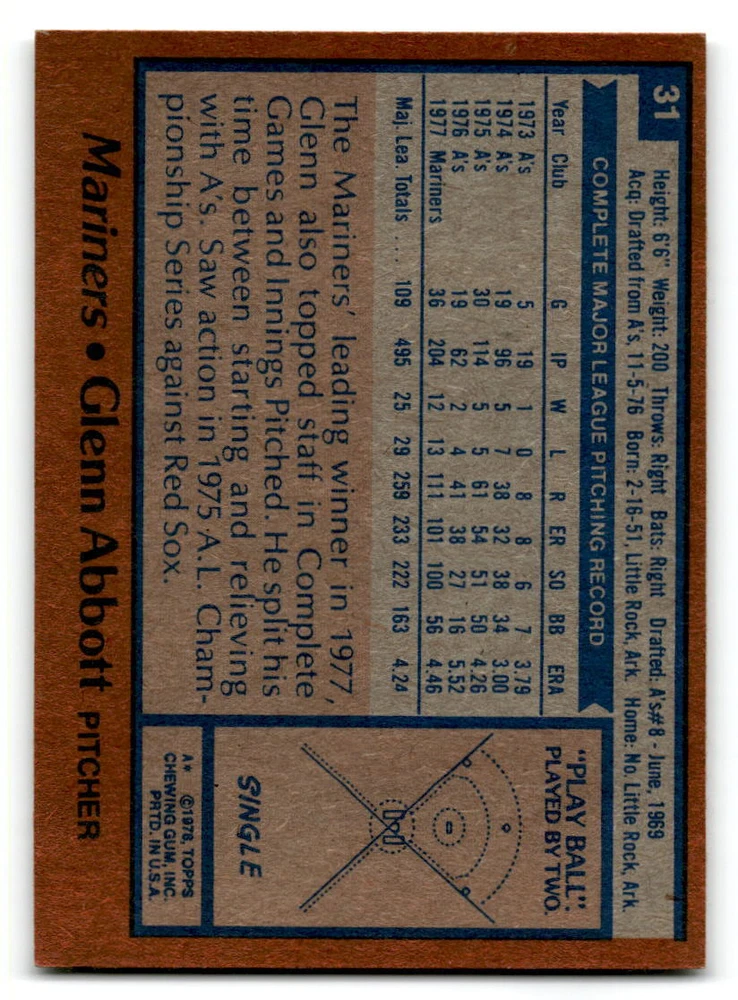 31
Height: 6'6" Weight: 200 Throws: Right Bats: Right Drafted: A's#8 - June, 1969
Acq: Drafted from A's, 11-5-76 Born: 2-16-51, Little Rock, Ark. Home: No. Little Rock, Ark.
COMPLETE MAJOR LEAGUE PITCHING RECORD
Year Club G IP W L R ER SO BB ERA
1973 A's 5 19 1 0 8 8 6 7 3.79
1974 A's 19 96 5 7 38 32 38 34 3.00
1975 A's 30 114 5 5 61 54 51 50 4.26
1976 A's 19 62 2 4 41 38 27 16 5.52
1977 Mariners 36 204 12 13 111 101 100 56 4.46
Maj. Lea. Totals .... 109 495 25 29 259 233 222 163 4.24
The Mariners' leading winner in 1977,
Glenn also topped staff in Complete
Games and Innings Pitched. He split his
time between starting and relieving
with A's. Saw action in 1975 A.L. Cham-
pionship Series against Red Sox.
"PLAY BALL":
PLAYED BY TWO.
SINGLE
A* ©1978, TOPPS
CHEWING GUM, INC.
PRTD. IN U.S.A.
Mariners • Glenn Abbott PITCHER